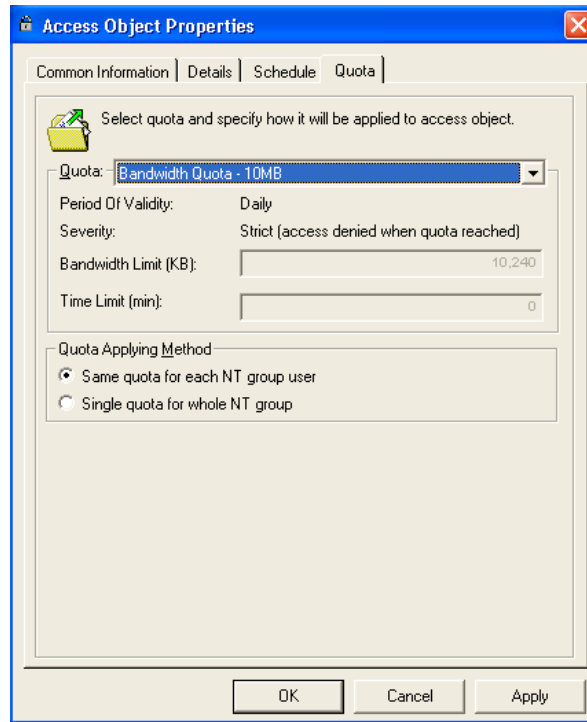 Access Object Properties
Common Information Details Schedule Quota
Select quota and specify how it will be applied to access object.
Quota: Bandwidth Quota - 10MB
Period Of Validity: Daily
Severity: Strict (access denied when quota reached)
Bandwidth Limit (KB): 10,240
Time Limit (min): 0
Quota Applying Method
Same quota for each NT group user
Single quota for whole NT group
OK Cancel Apply